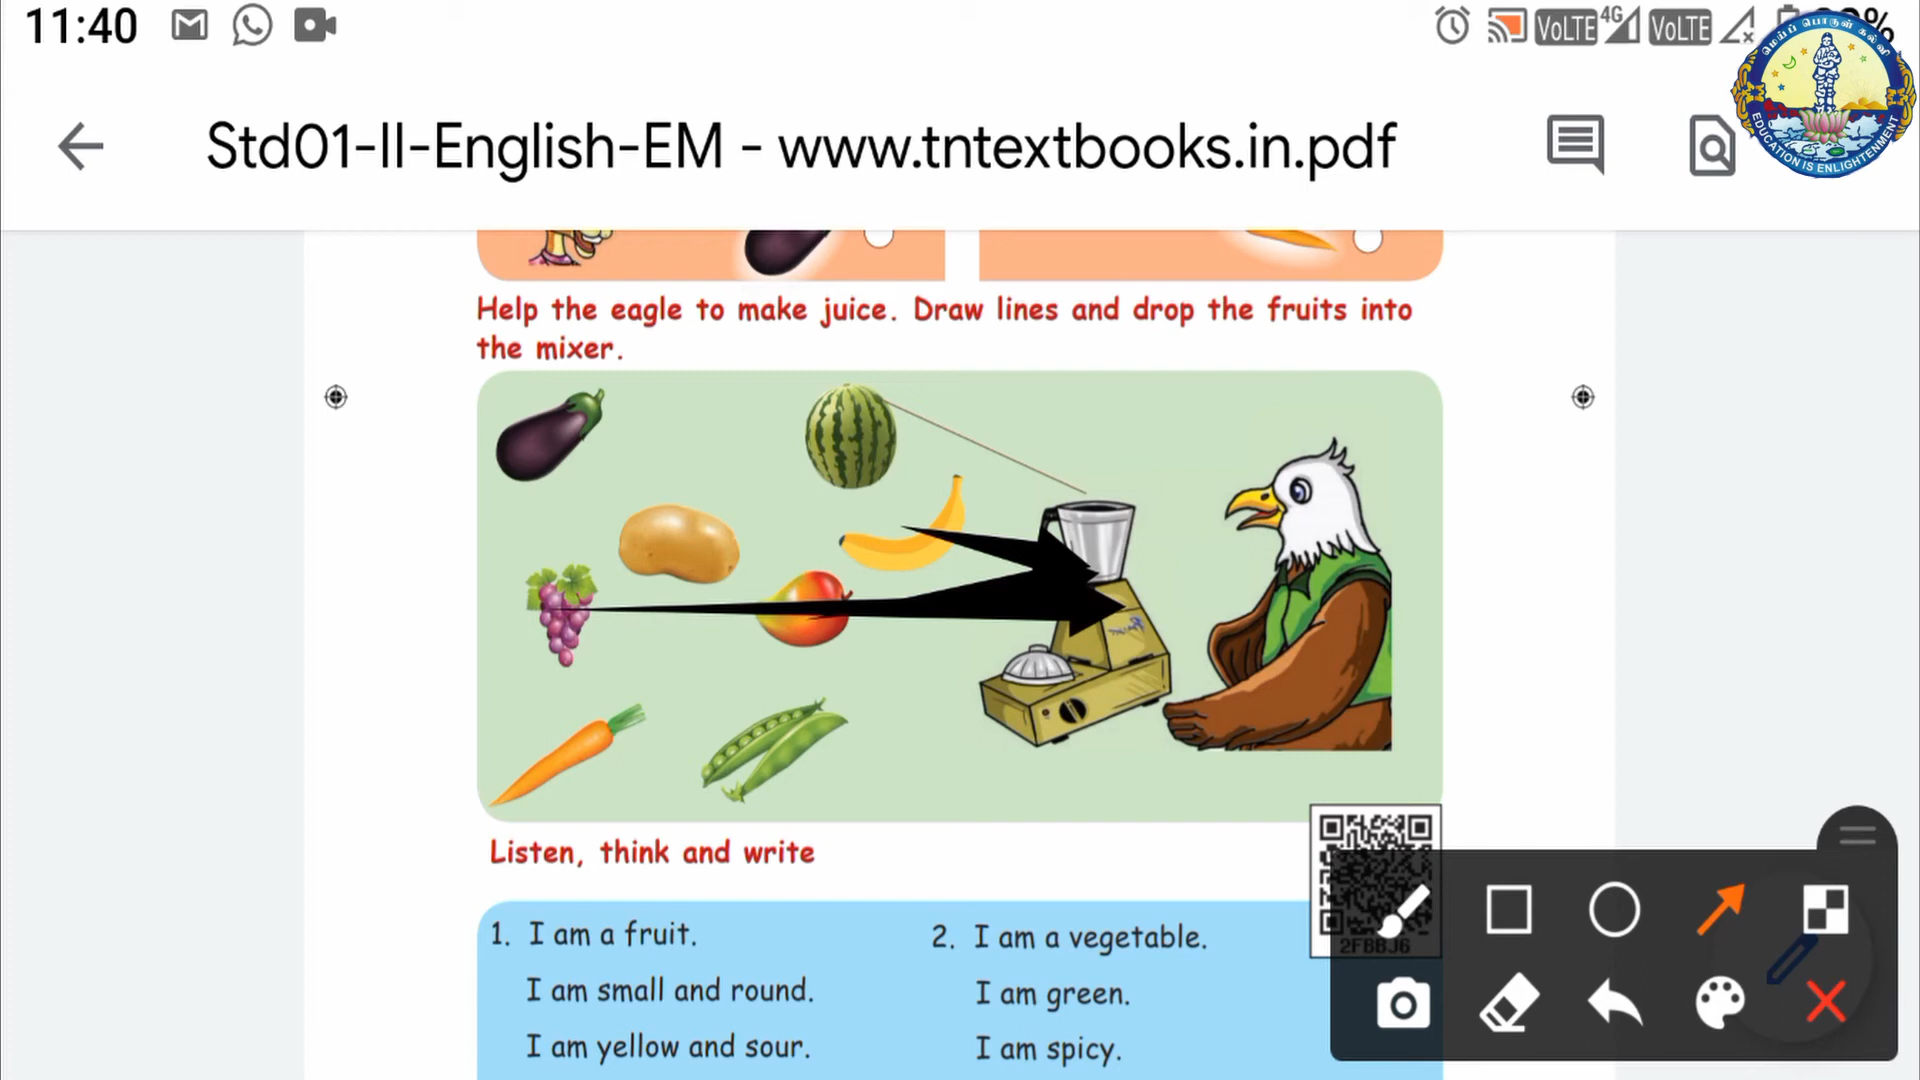 11:40
VoLTE 4G VoLTE
Std01-II-English-EM - www.tntextbooks.in.pdf
மெய்ப்பொருள் கல்வி
EDUCATION IS ENLIGHTENMENT
Help the eagle to make juice. Draw lines and drop the fruits into
the mixer.
Listen, think and write
2FBBJ6
1. I am a fruit.
I am small and round.
I am yellow and sour.
2. I am a vegetable.
I am green.
I am spicy.